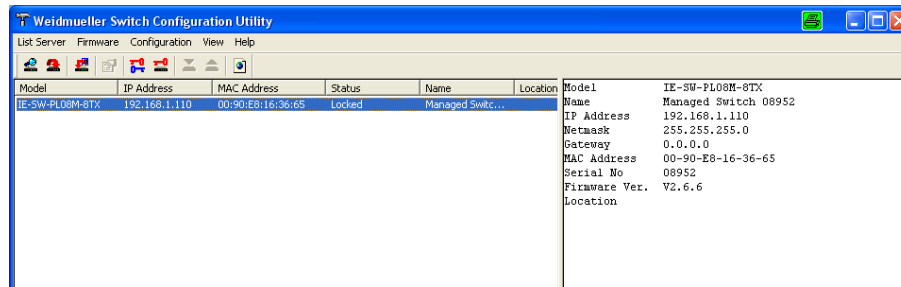 Weidmueller Switch Configuration Utility
List Server Firmware Configuration View Help
Model IP Address MAC Address Status Name Location
IE-SW-PL08M-8TX 192.168.1.110 00:90:E8:16:36:65 Locked Managed Switc...
Model IE-SW-PL08M-8TX
Name Managed Switch 08952
IP Address 192.168.1.110
Netmask 255.255.255.0
Gateway 0.0.0.0
MAC Address 00-90-E8-16-36-65
Serial No 08952
Firmware Ver. V2.6.6
Location